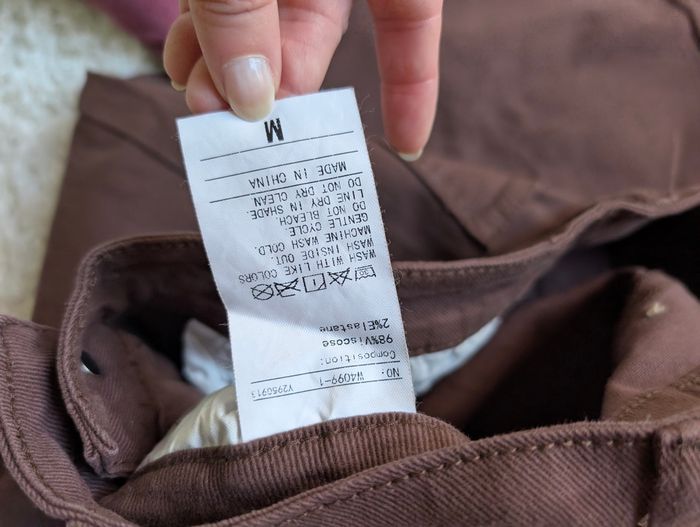 NO: W4099-1 Y2950913
Composition:
98%Viscose
2%Elastane
WASH WITH LIKE COLORS
WASH INSIDE OUT.
MACHINE WASH COLD.
GENTLE CYCLE.
DO NOT BLEACH.
LINE DRY IN SHADE.
DO NOT DRY CLEAN
MADE IN CHINA
M